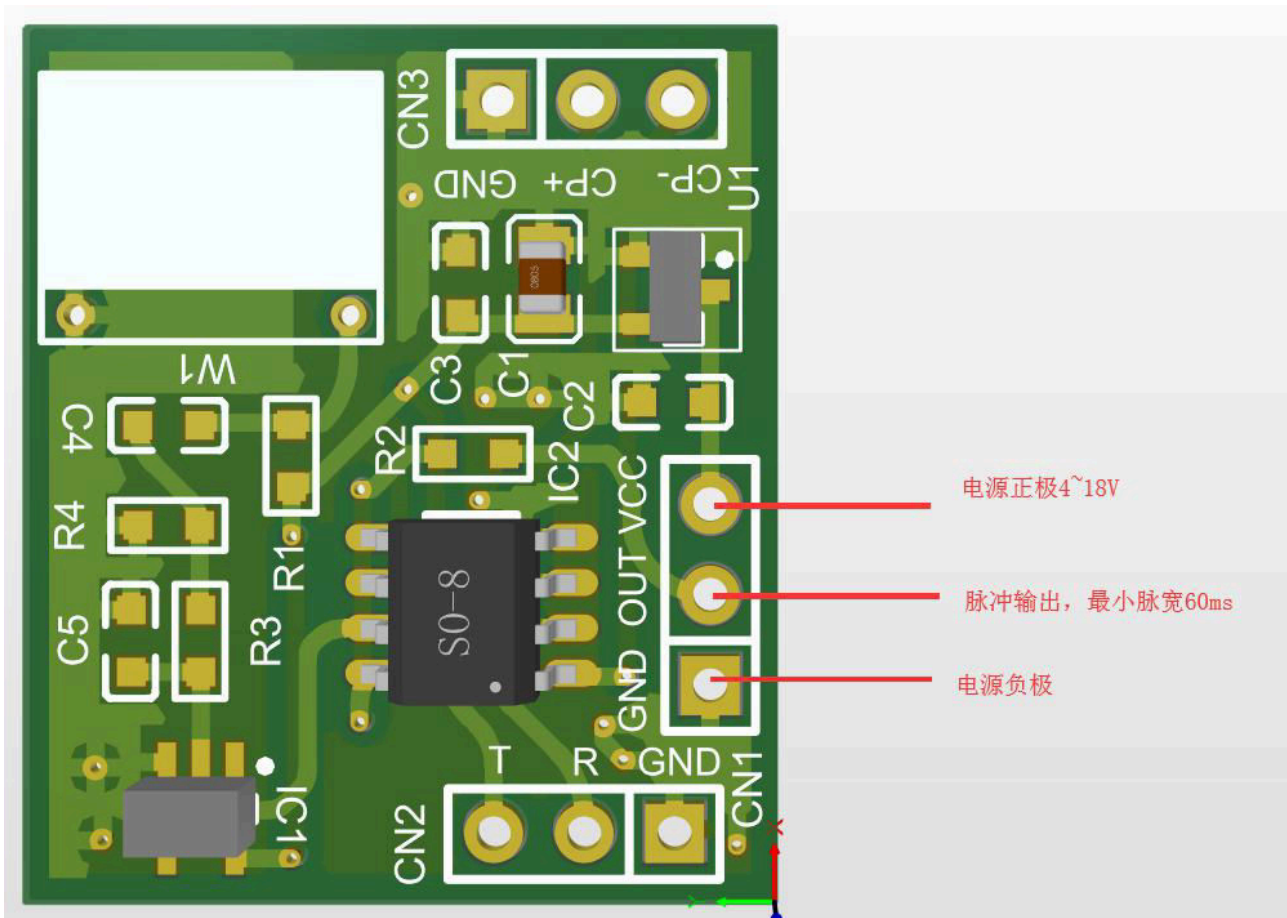 CN3
GND
CP+
CP-
U1
0805
W1
C3
C1
C2
C4
R2
IC2
VCC
电源正极4~18V
R4
R1
SO-8
OUT
脉冲输出，最小脉宽60ms
C5
R3
GND
电源负极
T
R
GND
CN1
IC1
CN2
X
Y